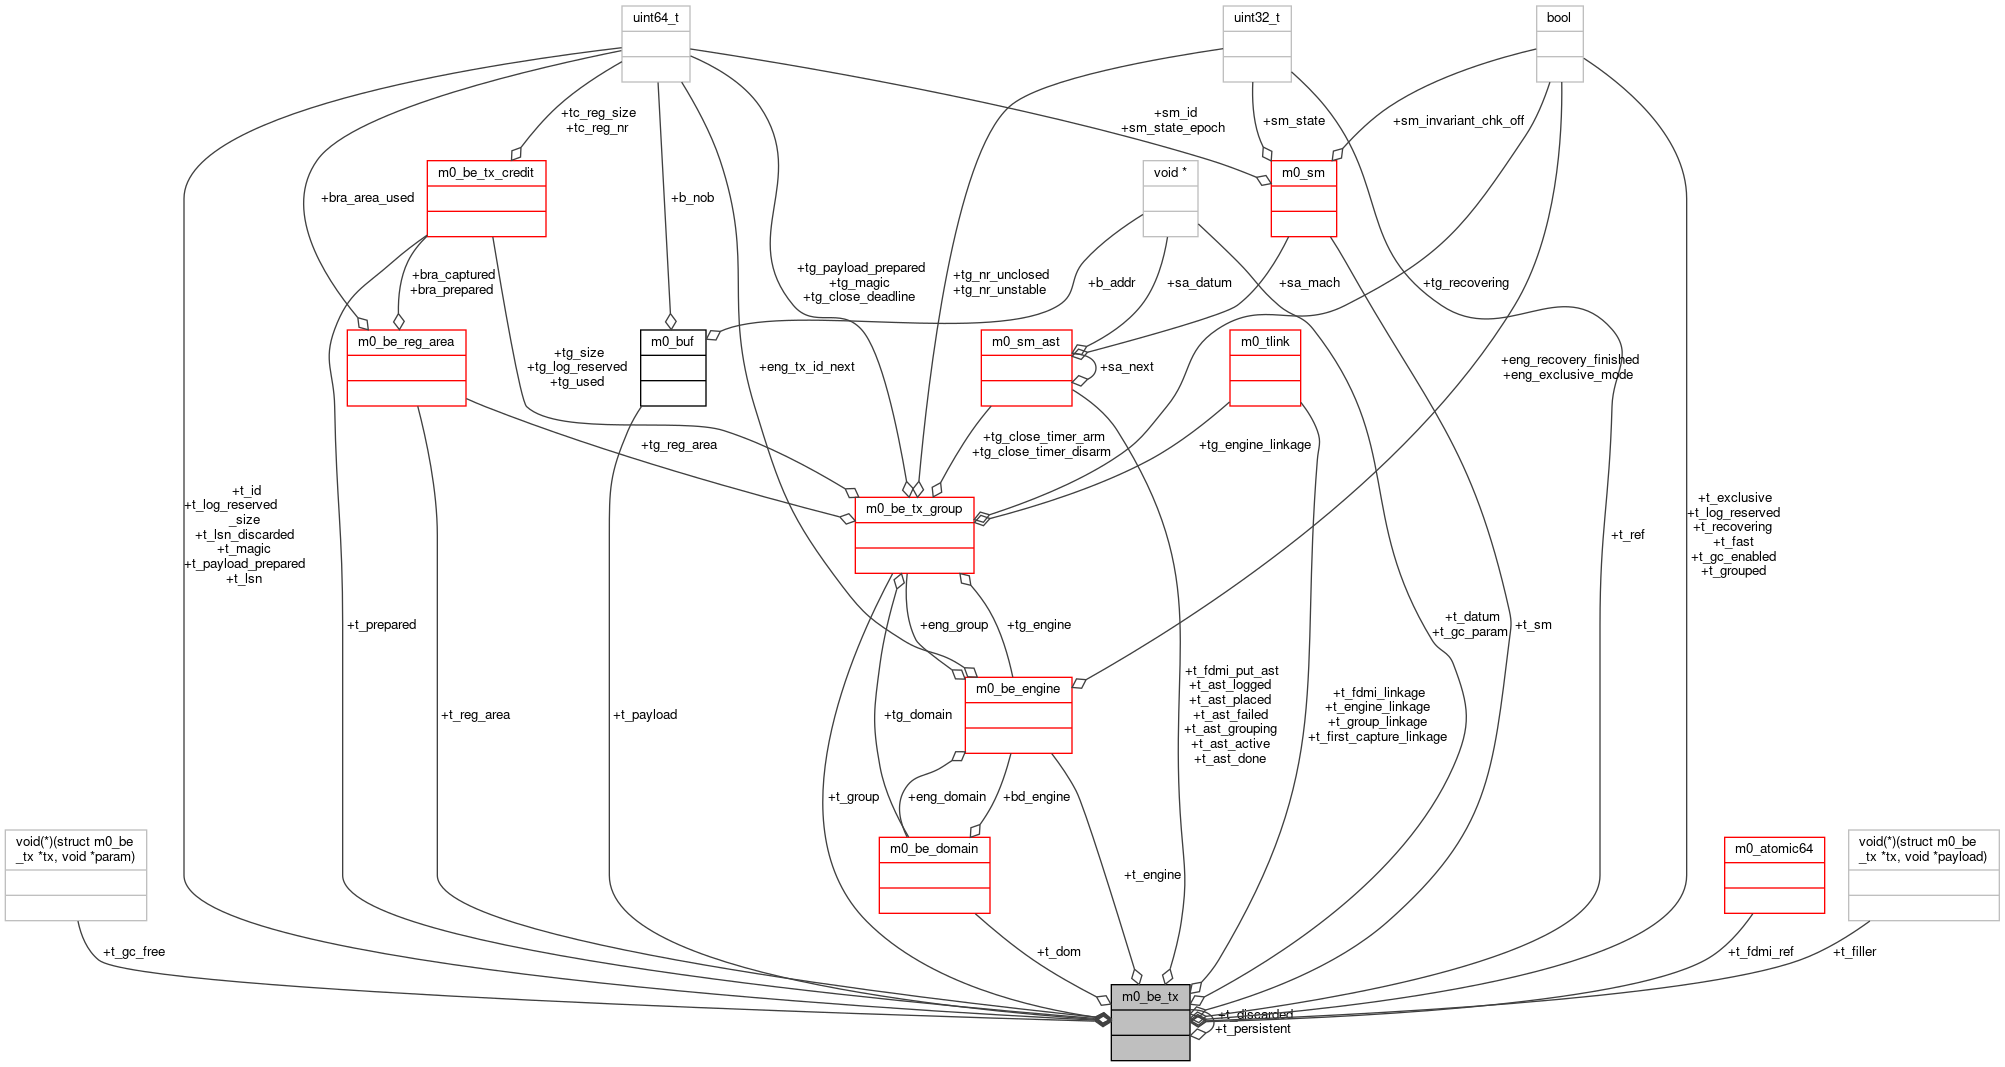 uint64_t
uint32_t
bool
+tc_reg_size
+tc_reg_nr
+sm_id
+sm_state_epoch
+sm_state
+sm_invariant_chk_off
m0_be_tx_credit
void *
m0_sm
+bra_area_used
+b_nob
+bra_captured
+bra_prepared
+tg_payload_prepared
+tg_magic
+tg_close_deadline
+tg_nr_unclosed
+tg_nr_unstable
+b_addr
+sa_datum
+sa_mach
+tg_recovering
m0_be_reg_area
m0_buf
m0_sm_ast
m0_tlink
+tg_size
+tg_log_reserved
+tg_used
+eng_tx_id_next
+sa_next
+eng_recovery_finished
+eng_exclusive_mode
+tg_reg_area
+tg_close_timer_arm
+tg_close_timer_disarm
+tg_engine_linkage
+t_id
+t_log_reserved
_size
+t_lsn_discarded
+t_magic
+t_payload_prepared
+t_lsn
m0_be_tx_group
+t_ref
+t_exclusive
+t_log_reserved
+t_recovering
+t_fast
+t_gc_enabled
+t_grouped
+t_prepared
+eng_group
+tg_engine
+t_datum
+t_gc_param
+t_sm
+t_reg_area
+t_payload
+tg_domain
m0_be_engine
+t_fdmi_put_ast
+t_ast_logged
+t_ast_placed
+t_ast_failed
+t_ast_grouping
+t_ast_active
+t_ast_done
+t_fdmi_linkage
+t_engine_linkage
+t_group_linkage
+t_first_capture_linkage
+t_group
+eng_domain
+bd_engine
void(*)(struct m0_be
_tx *tx, void *param)
m0_be_domain
+t_engine
m0_atomic64
void(*)(struct m0_be
_tx *tx, void *payload)
+t_gc_free
+t_dom
+t_fdmi_ref
+t_filler
m0_be_tx
+t_discarded
+t_persistent